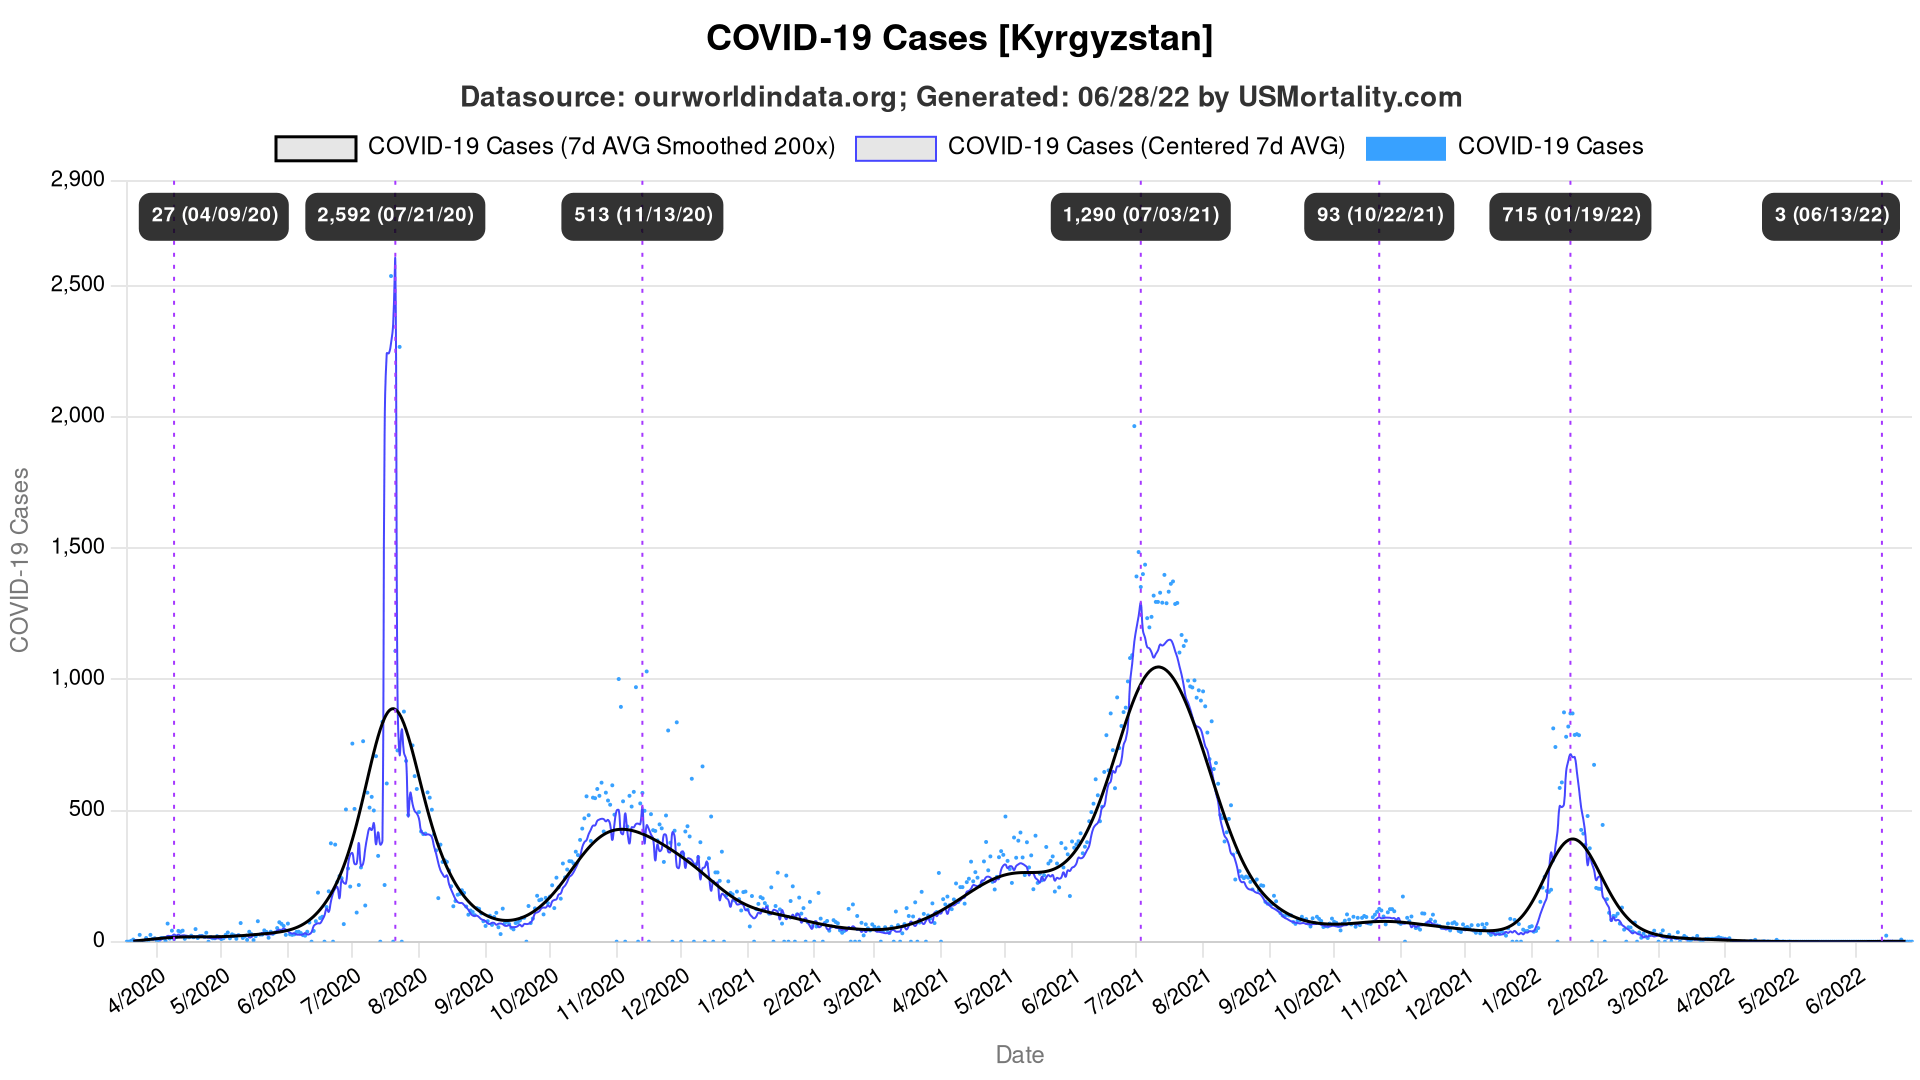 COVID-19 Cases [Kyrgyzstan]
Datasource: ourworldindata.org; Generated: 06/28/22 by USMortality.com
COVID-19 Cases (7d AVG Smoothed 200x) COVID-19 Cases (Centered 7d AVG) COVID-19 Cases
27 (04/09/20) 2,592 (07/21/20) 513 (11/13/20) 1,290 (07/03/21) 93 (10/22/21) 715 (01/19/22) 3 (06/13/22)
2,900
2,500
2,000
1,500
1,000
500
0
COVID-19 Cases
4/2020 5/2020 6/2020 7/2020 8/2020 9/2020 10/2020 11/2020 12/2020 1/2021 2/2021 3/2021 4/2021 5/2021 6/2021 7/2021 8/2021 9/2021 10/2021 11/2021 12/2021 1/2022 2/2022 3/2022 4/2022 5/2022 6/2022
Date